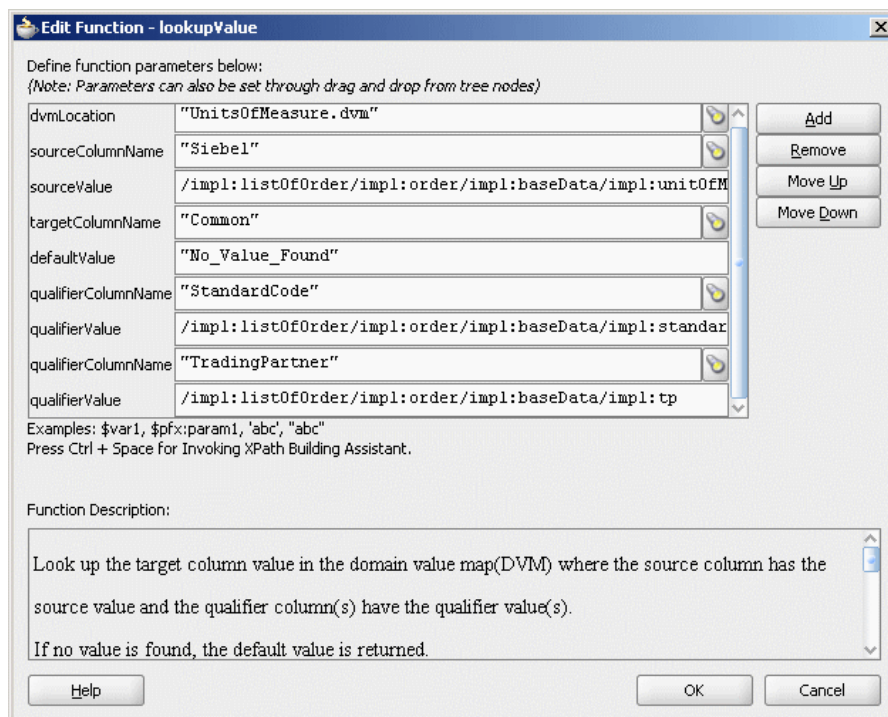 Edit Function - lookupValue
Define function parameters below:
(Note: Parameters can also be set through drag and drop from tree nodes)
dvmLocation "UnitsOfMeasure.dvm"
sourceColumnName "Siebel"
sourceValue /impl:listOfOrder/impl:order/impl:baseData/impl:unitOfM
targetColumnName "Common"
defaultValue "No_Value_Found"
qualifierColumnName "StandardCode"
qualifierValue /impl:listOfOrder/impl:order/impl:baseData/impl:standar
qualifierColumnName "TradingPartner"
qualifierValue /impl:listOfOrder/impl:order/impl:baseData/impl:tp
Add
Remove
Move Up
Move Down
Examples: $var1, $pfx:param1, 'abc', "abc"
Press Ctrl + Space for Invoking XPath Building Assistant.
Function Description:
Look up the target column value in the domain value map(DVM) where the source column has the
source value and the qualifier column(s) have the qualifier value(s).
If no value is found, the default value is returned.
Help OK Cancel